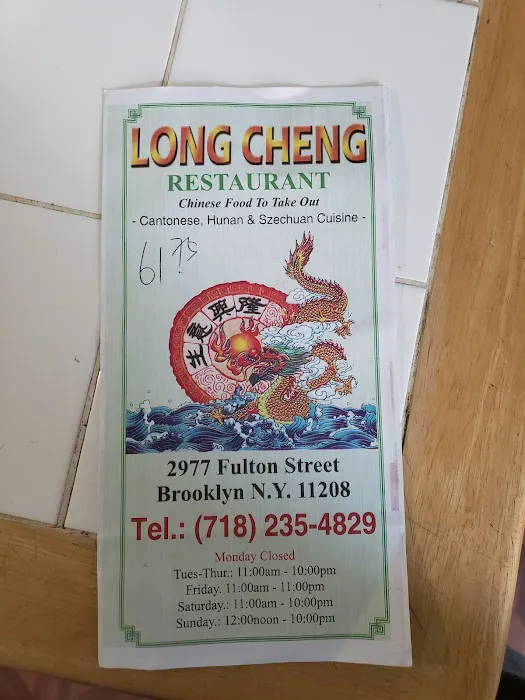 LONG CHENG
RESTAURANT
Chinese Food To Take Out
- Cantonese, Hunan & Szechuan Cuisine -
61 75
生意興隆
2977 Fulton Street
Brooklyn N.Y. 11208
Tel.: (718) 235-4829
Monday Closed
Tues-Thur.: 11:00am - 10:00pm
Friday. 11:00am - 11:00pm
Saturday.: 11:00am - 10:00pm
Sunday.: 12:00noon - 10:00pm